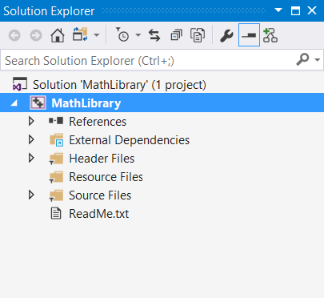 Solution Explorer
Search Solution Explorer (Ctrl+;)
Solution 'MathLibrary' (1 project)
MathLibrary
References
External Dependencies
Header Files
Resource Files
Source Files
ReadMe.txt